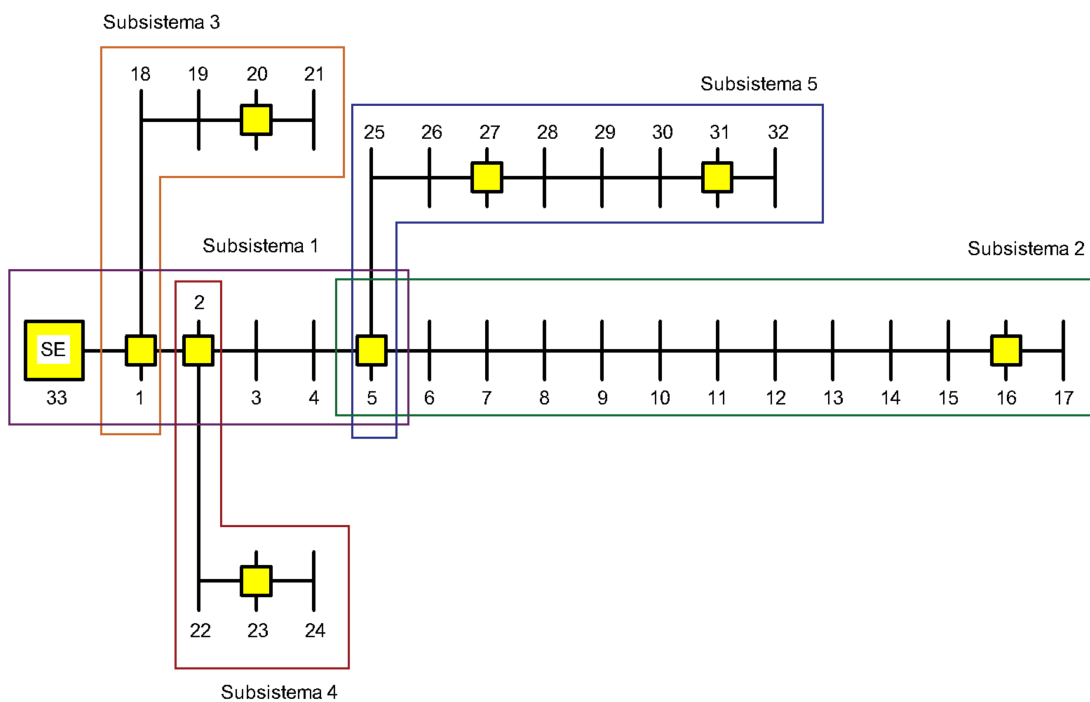 Subsistema 3
18 19 20 21
Subsistema 5
25 26 27 28 29 30 31 32
Subsistema 1
Subsistema 2
2
SE
33 1 3 4 5 6 7 8 9 10 11 12 13 14 15 16 17
22 23 24
Subsistema 4